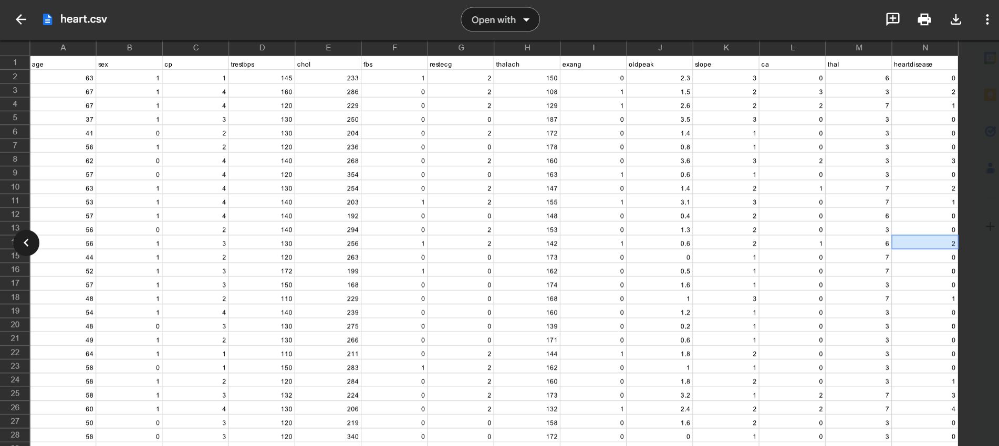 heart.csv
Open with
A B C D E F G H I J K L M N
1 age sex cp trestbps chol fbs restecg thalach exang oldpeak slope ca thal heartdisease
2 63 1 1 145 233 1 2 150 0 2.3 3 0 6 0
3 67 1 4 160 286 0 2 108 1 1.5 2 3 3 2
4 67 1 4 120 229 0 2 129 1 2.6 2 2 7 1
5 37 1 3 130 250 0 0 187 0 3.5 3 0 3 0
6 41 0 2 130 204 0 2 172 0 1.4 1 0 3 0
7 56 1 2 120 236 0 0 178 0 0.8 1 0 3 0
8 62 0 4 140 268 0 2 160 0 3.6 3 2 3 3
9 57 0 4 120 354 0 0 163 1 0.6 1 0 3 0
10 63 1 4 130 254 0 2 147 0 1.4 2 1 7 2
11 53 1 4 140 203 1 2 155 1 3.1 3 0 7 1
12 57 1 4 140 192 0 0 148 0 0.4 2 0 6 0
13 56 0 2 140 294 0 2 153 0 1.3 2 0 3 0
56 1 3 130 256 1 2 142 1 0.6 2 1 6 2
15 44 1 2 120 263 0 0 173 0 0 1 0 7 0
16 52 1 3 172 199 1 0 162 0 0.5 1 0 7 0
17 57 1 3 150 168 0 0 174 0 1.6 1 0 3 0
18 48 1 2 110 229 0 0 168 0 1 3 0 7 1
19 54 1 4 140 239 0 0 160 0 1.2 1 0 3 0
20 48 0 3 130 275 0 0 139 0 0.2 1 0 3 0
21 49 1 2 130 266 0 0 171 0 0.6 1 0 3 0
22 64 1 1 110 211 0 2 144 1 1.8 2 0 3 0
23 58 0 1 150 283 1 2 162 0 1 1 0 3 0
24 58 1 2 120 284 0 2 160 0 1.8 2 0 3 1
25 58 1 3 132 224 0 2 173 0 3.2 1 2 7 3
26 60 1 4 130 206 0 2 132 1 2.4 2 2 7 4
27 50 0 3 120 219 0 0 158 0 1.6 2 0 3 0
28 58 0 3 120 340 0 0 172 0 0 1 0 3 0